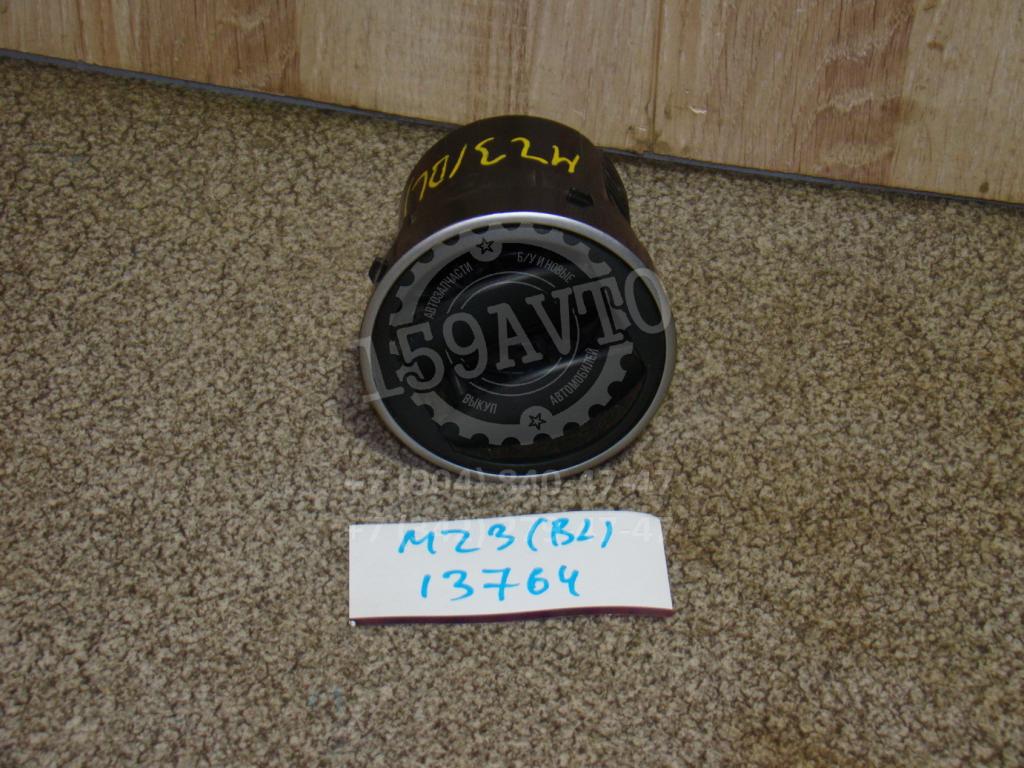 MZ3(BL)
АВТОЗАПЧАСТИ
Б/У И НОВЫЕ
159AVTO
ВЫКУП
АВТОМОБИЛЕЙ
MZ3(BL)
13764